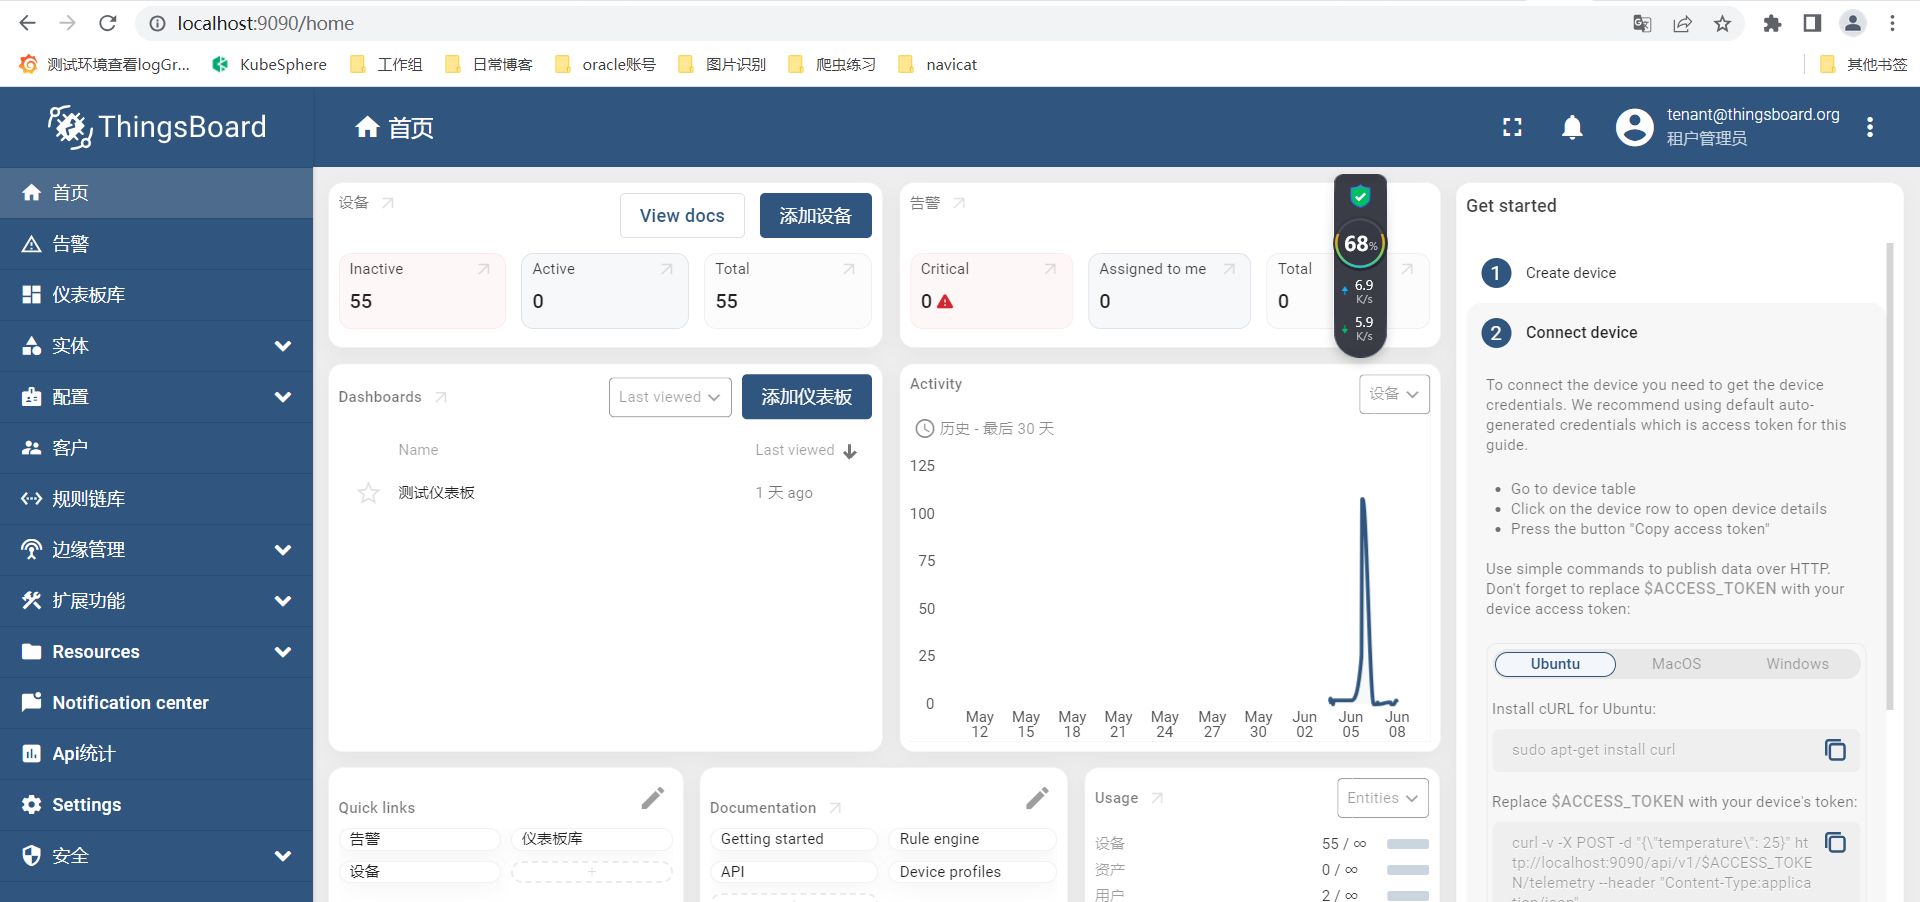 localhost:9090/home
测试环境查看logGr...
KubeSphere
工作组
日常博客
oracle账号
图片识别
爬虫练习
navicat
其他书签
ThingsBoard
首页
tenant@thingsboard.org
租户管理员
首页
告警
仪表板库
实体
配置
客户
规则链库
边缘管理
扩展功能
Resources
Notification center
Api统计
Settings
安全
设备
View docs
添加设备
Inactive
55
Active
0
Total
55
告警
Critical
0
Assigned to me
0
Total
0
68%
6.9
K/s
5.9
K/s
Dashboards
Last viewed
添加仪表板
Name
Last viewed
测试仪表板
1 天 ago
Activity
设备
历史 - 最后 30 天
125
100
75
50
25
0
May 12
May 15
May 18
May 21
May 24
May 27
May 30
Jun 02
Jun 05
Jun 08
Quick links
告警
仪表板库
设备
+
Documentation
Getting started
Rule engine
API
Device profiles
Usage
Entities
设备
55 / ∞
资产
0 / ∞
用户
2 / ∞
Get started
1
Create device
2
Connect device
To connect the device you need to get the device
credentials. We recommend using default auto-
generated credentials which is access token for this
guide.
• Go to device table
• Click on the device row to open device details
• Press the button "Copy access token"
Use simple commands to publish data over HTTP.
Don't forget to replace $ACCESS_TOKEN with your
device access token:
Ubuntu
MacOS
Windows
Install cURL for Ubuntu:
sudo apt-get install curl
Replace $ACCESS_TOKEN with your device's token:
curl -v -X POST -d "{\"temperature\": 25}" ht
tp://localhost:9090/api/v1/$ACCESS_TOKE
N/telemetry --header "Content-Type:applica
tion/json"